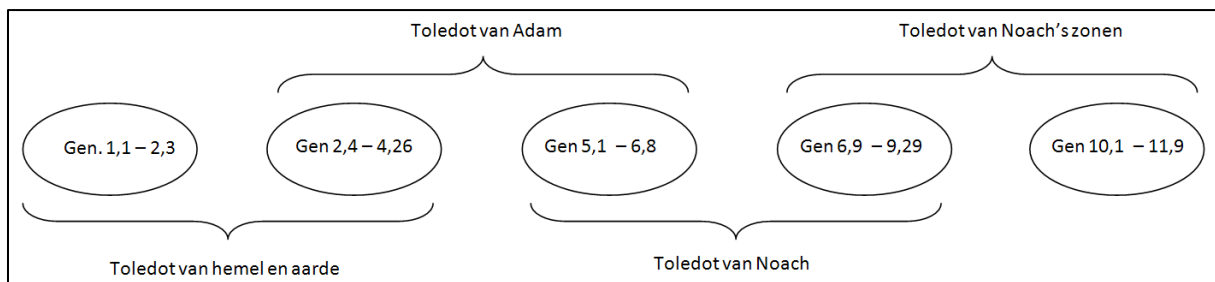 Toledot van Adam
Toledot van Noach's zonen
Gen. 1,1 – 2,3
Gen 2,4 – 4,26
Gen 5,1 – 6,8
Gen 6,9 – 9,29
Gen 10,1 – 11,9
Toledot van hemel en aarde
Toledot van Noach